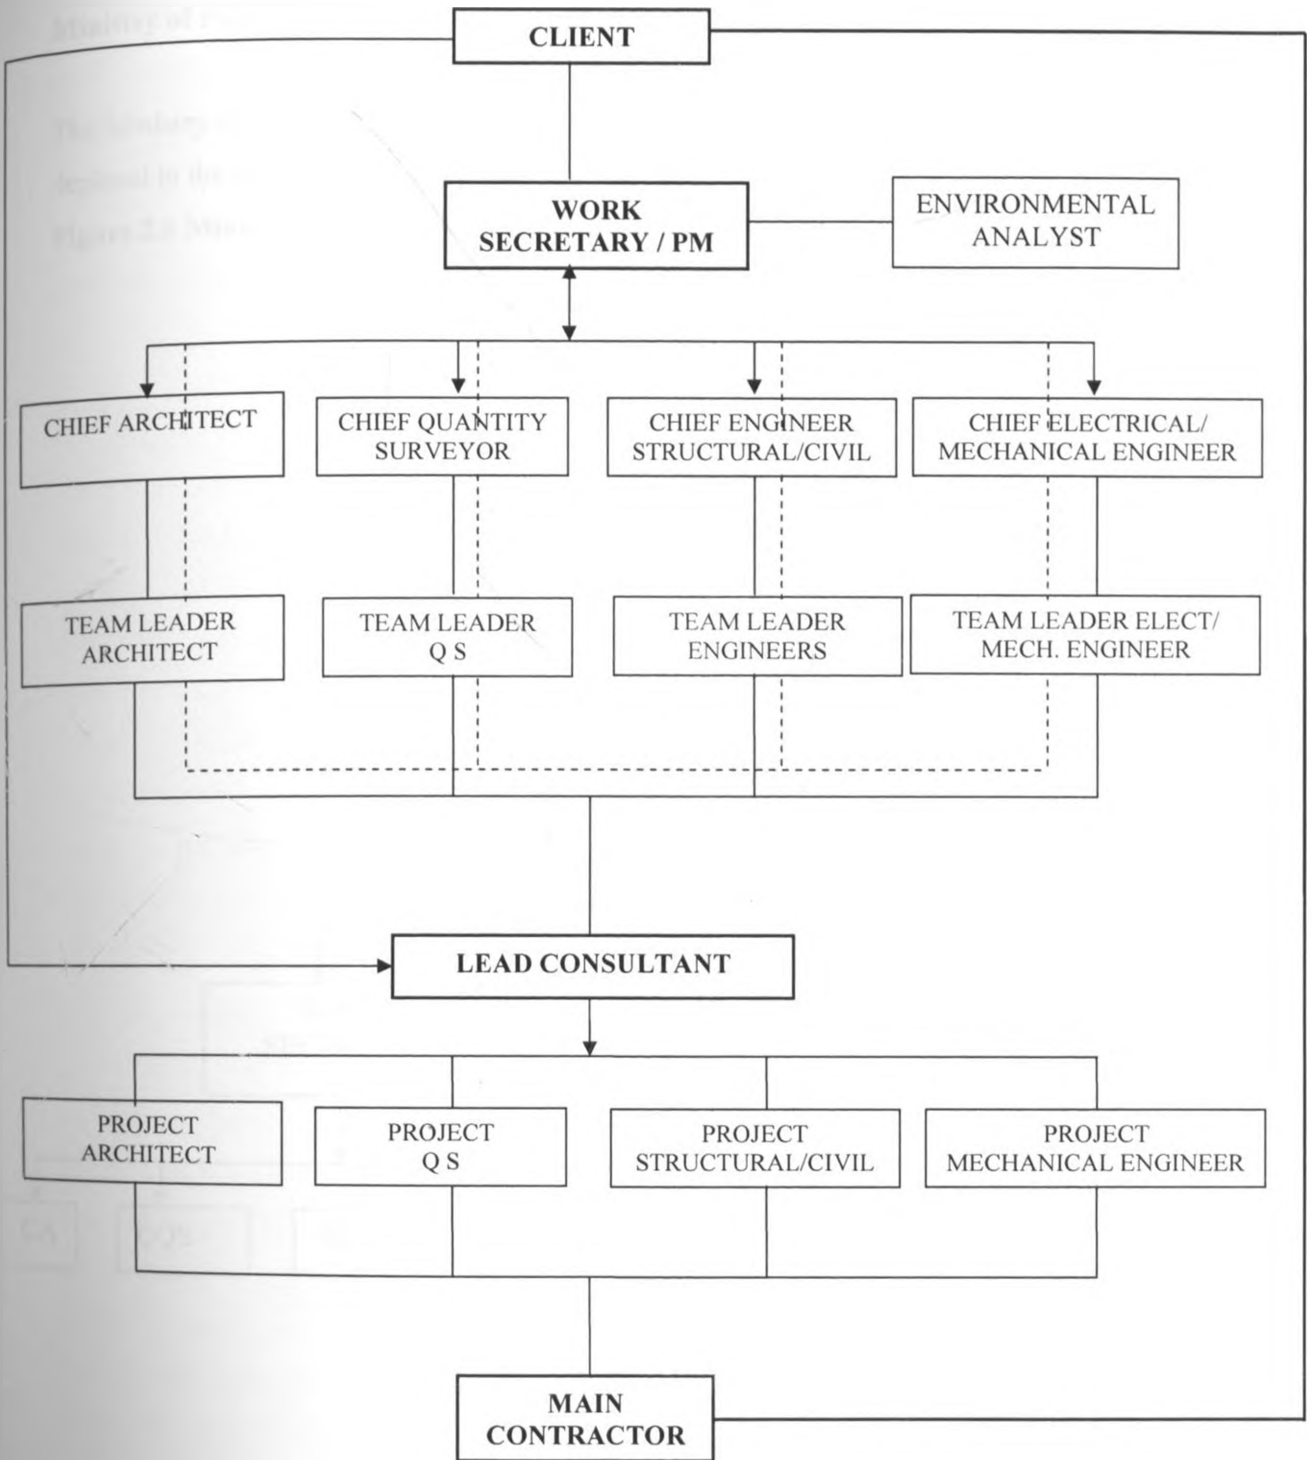 CLIENT
WORK
SECRETARY / PM
ENVIRONMENTAL
ANALYST
CHIEF ARCHITECT
CHIEF QUANTITY
SURVEYOR
CHIEF ENGINEER
STRUCTURAL/CIVIL
CHIEF ELECTRICAL/
MECHANICAL ENGINEER
TEAM LEADER
ARCHITECT
TEAM LEADER
Q S
TEAM LEADER
ENGINEERS
TEAM LEADER ELECT/
MECH. ENGINEER
LEAD CONSULTANT
PROJECT
ARCHITECT
PROJECT
Q S
PROJECT
STRUCTURAL/CIVIL
PROJECT
MECHANICAL ENGINEER
MAIN
CONTRACTOR